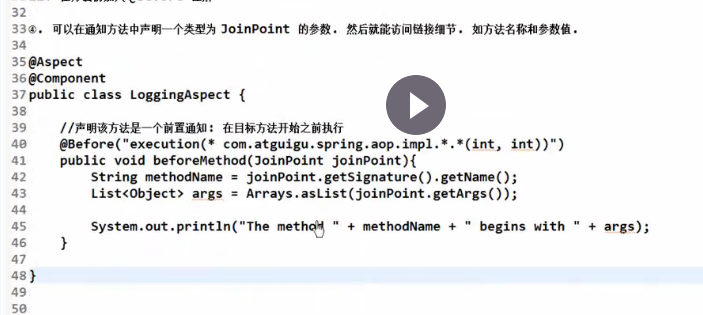 32
33④. 可以在通知方法中声明一个类型为 JoinPoint 的参数. 然后就能访问链接细节. 如方法名称和参数值.
34
35@Aspect
36@Component
37public class LoggingAspect {
38
39 //声明该方法是一个前置通知: 在目标方法开始之前执行
40 @Before("execution(* com.atguigu.spring.aop.impl.*.*(int, int))")
41 public void beforeMethod(JoinPoint joinPoint){
42 String methodName = joinPoint.getSignature().getName();
43 List<Object> args = Arrays.asList(joinPoint.getArgs());
44
45 System.out.println("The method " + methodName + " begins with " + args);
46 }
47
48}
49
50